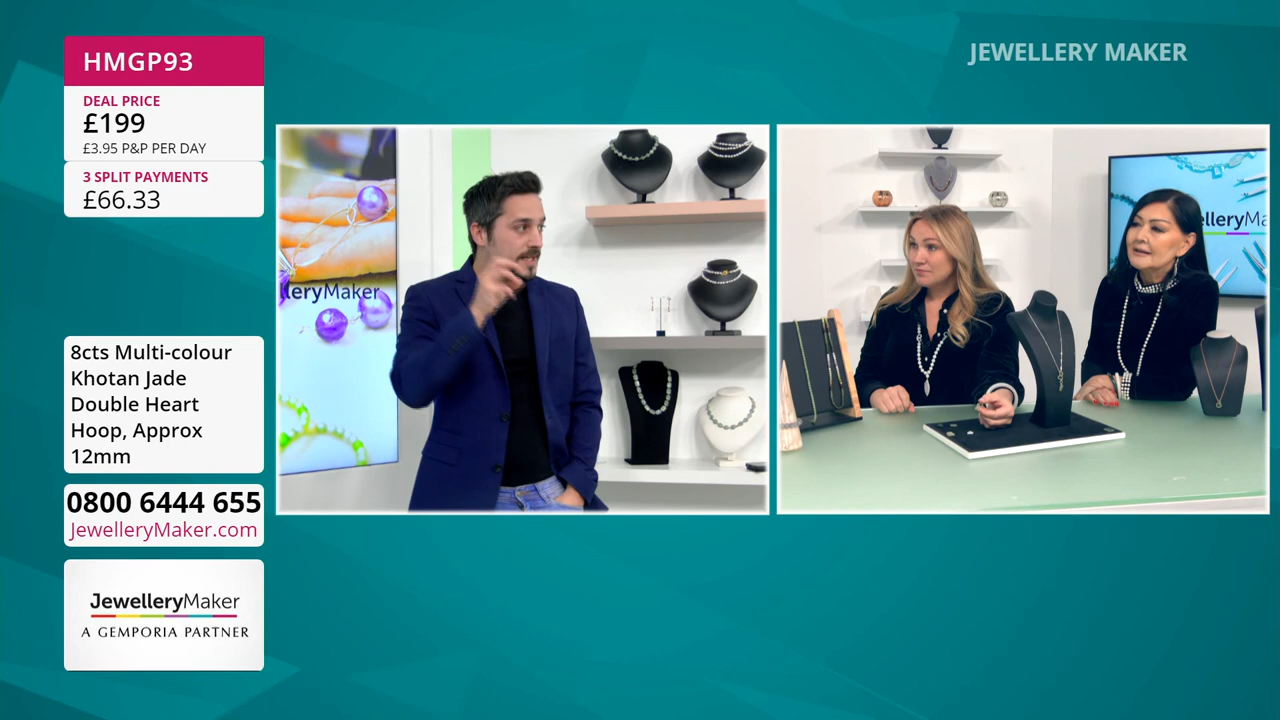 HMGP93
DEAL PRICE
£199
£3.95 P&P PER DAY
3 SPLIT PAYMENTS
£66.33
8cts Multi-colour
Khotan Jade
Double Heart
Hoop, Approx
12mm
0800 6444 655
JewelleryMaker.com
JewelleryMaker
A GEMPORIA PARTNER
JEWELLERY MAKER
lleryMaker
elleryMa